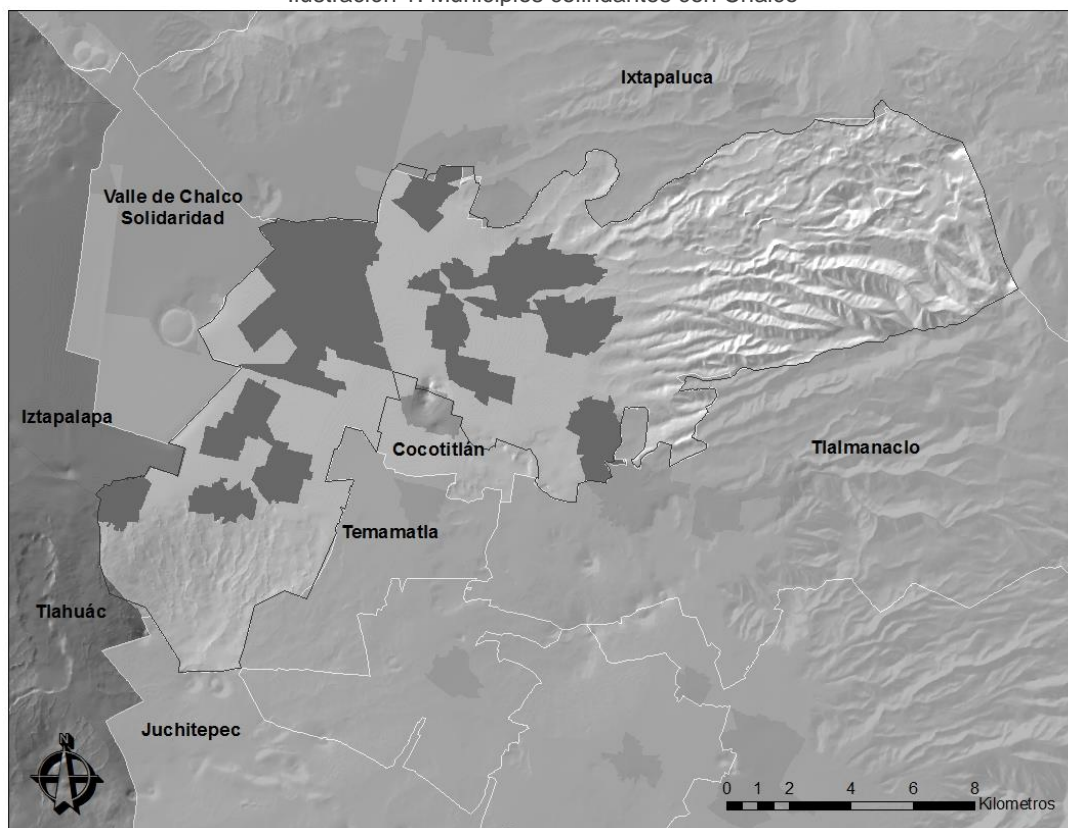 Ilustración 1. Municipios colindantes con Chalco
Ixtapaluca
Valle de Chalco
Solidaridad
Iztapalapa
Cocotitlán
Tlalmanaclo
Temamatla
Tlahuác
Juchitepec
N
0 1 2 4 6 8
Kilometros